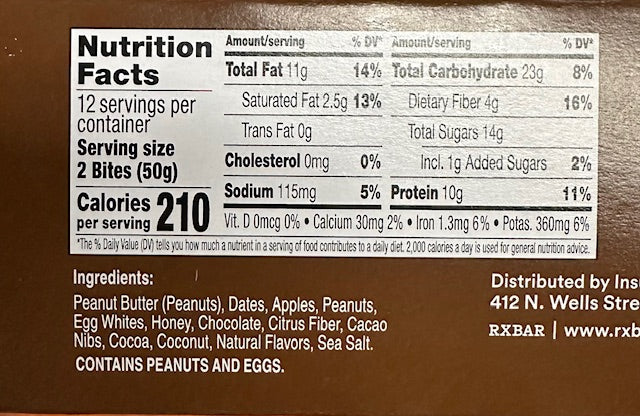 Nutrition
Facts
12 servings per
container
Serving size
2 Bites (50g)
Calories
per serving 210
Amount/serving % DV*
Total Fat 11g 14%
Saturated Fat 2.5g 13%
Trans Fat 0g
Cholesterol 0mg 0%
Sodium 115mg 5%
Amount/serving % DV*
Total Carbohydrate 23g 8%
Dietary Fiber 4g 16%
Total Sugars 14g
Incl. 1g Added Sugars 2%
Protein 10g 11%
Vit. D 0mcg 0% • Calcium 30mg 2% • Iron 1.3mg 6% • Potas. 360mg 6%
*The % Daily Value (DV) tells you how much a nutrient in a serving of food contributes to a daily diet. 2,000 calories a day is used for general nutrition advice.
Ingredients:
Peanut Butter (Peanuts), Dates, Apples, Peanuts,
Egg Whites, Honey, Chocolate, Citrus Fiber, Cacao
Nibs, Cocoa, Coconut, Natural Flavors, Sea Salt.
CONTAINS PEANUTS AND EGGS.
Distributed by Ins
412 N. Wells Stre
RXBAR | www.rxb